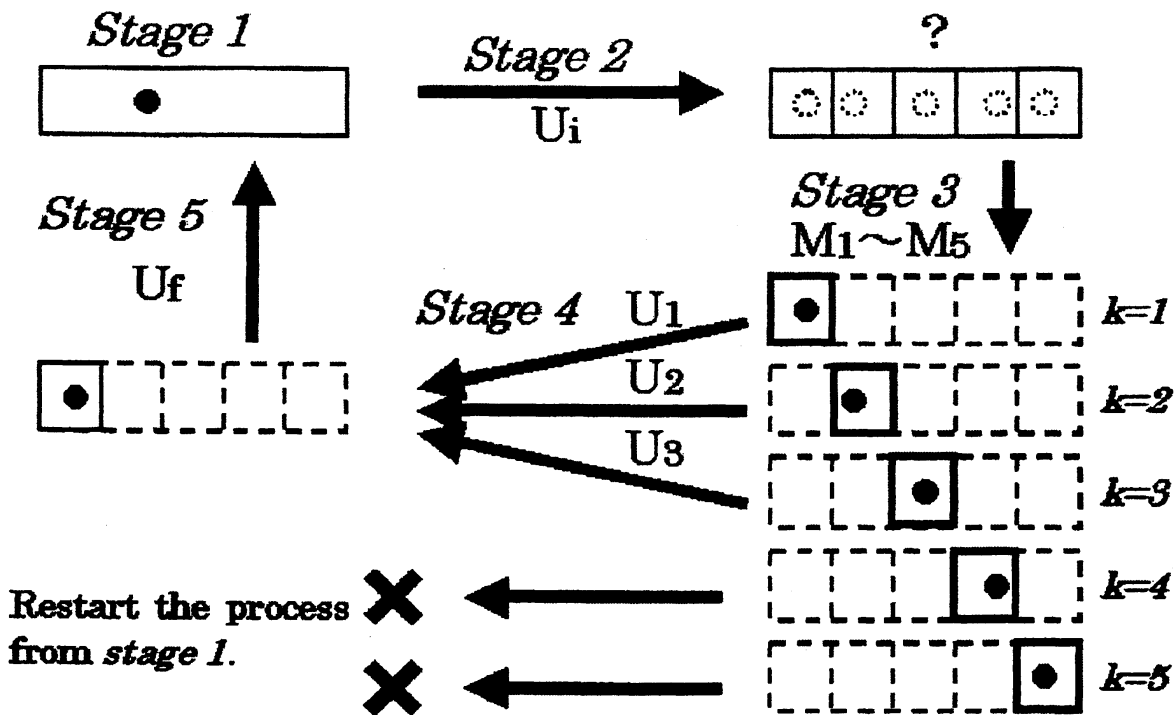 Stage 1
Stage 2
Ui
?
Stage 3
M1~M5
Stage 5
Uf
Stage 4
U1
U2
U3
k=1
k=2
k=3
k=4
k=5
Restart the process
from stage 1.